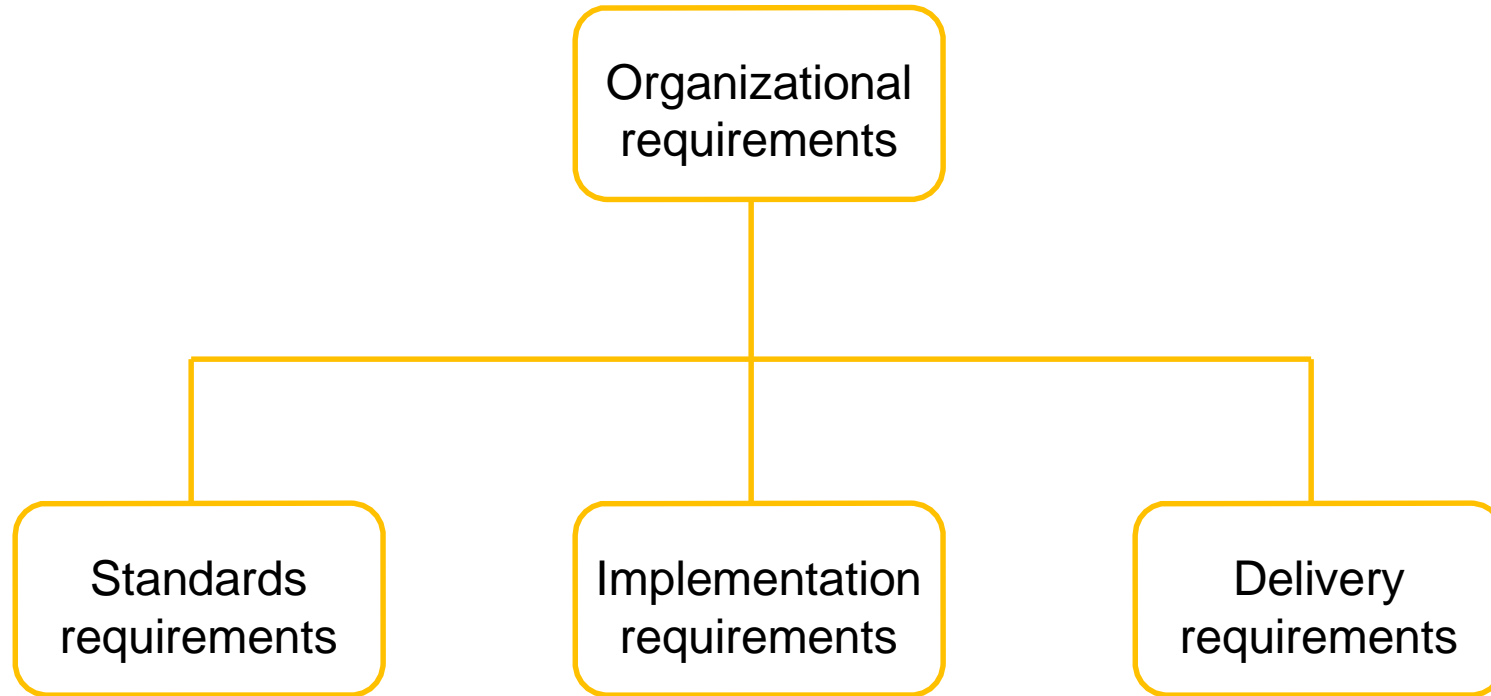 Organizational
requirements
Standards
requirements
Implementation
requirements
Delivery
requirements